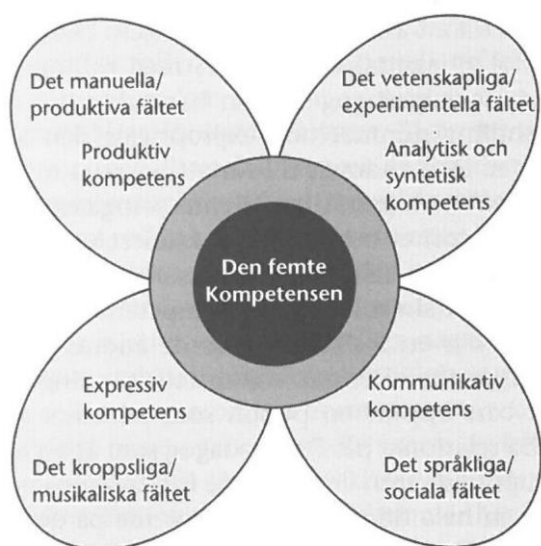 Det manuella/
produktiva fältet
Produktiv
kompetens
Det vetenskapliga/
experimentella fältet
Analytisk och
syntetisk
kompetens
Den femte
Kompetensen
Expressiv
kompetens
Det kroppsliga/
musikaliska fältet
Kommunikativ
kompetens
Det språkliga/
sociala fältet